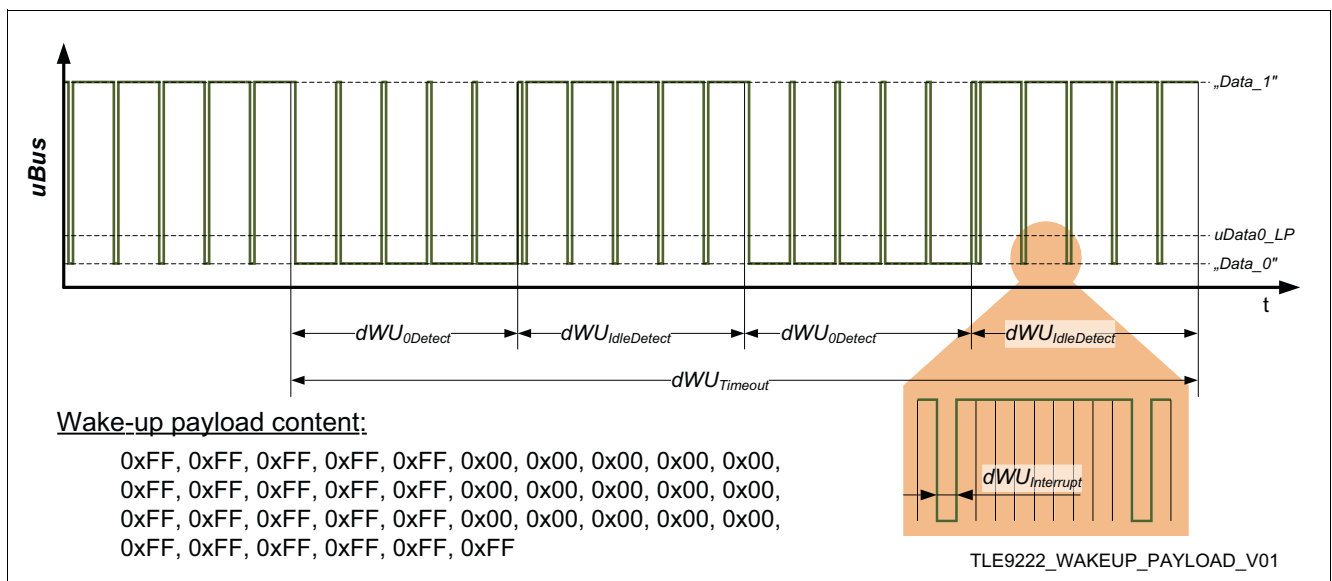 „Data_1"
uBus
uData0_LP
„Data_0"
t
dWU0Detect dWUIdleDetect dWU0Detect dWUIdleDetect
dWUTimeout
Wake-up payload content:
0xFF, 0xFF, 0xFF, 0xFF, 0xFF, 0x00, 0x00, 0x00, 0x00, 0x00,
0xFF, 0xFF, 0xFF, 0xFF, 0xFF, 0x00, 0x00, 0x00, 0x00, 0x00,
0xFF, 0xFF, 0xFF, 0xFF, 0xFF, 0x00, 0x00, 0x00, 0x00, 0x00,
0xFF, 0xFF, 0xFF, 0xFF, 0xFF, 0xFF
dWUInterrupt
TLE9222_WAKEUP_PAYLOAD_V01